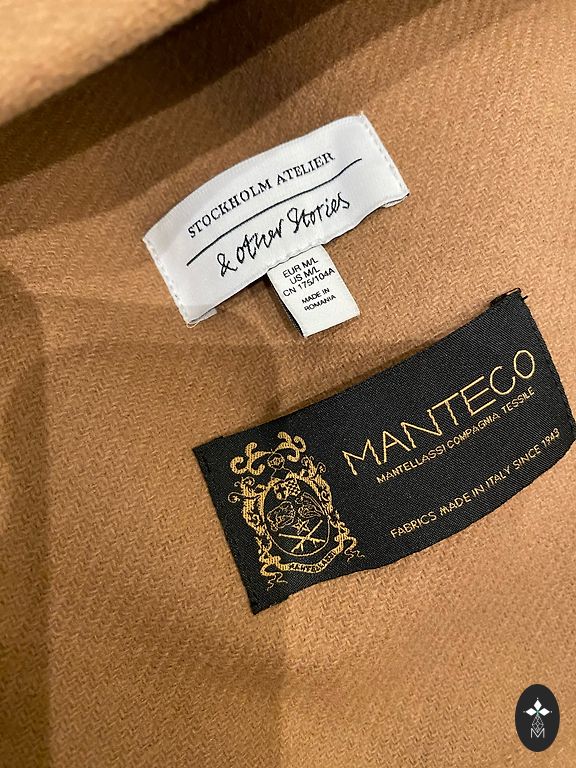 STOCKHOLM ATELIER
& other Stories
EUR M/L
US M/L
CN 175/104A
MADE IN
ROMANIA
MANTECO
MANTELLASSI COMPAGNIA TESSILE
FABRICS MADE IN ITALY SINCE 1943
MANTELLASSI
M